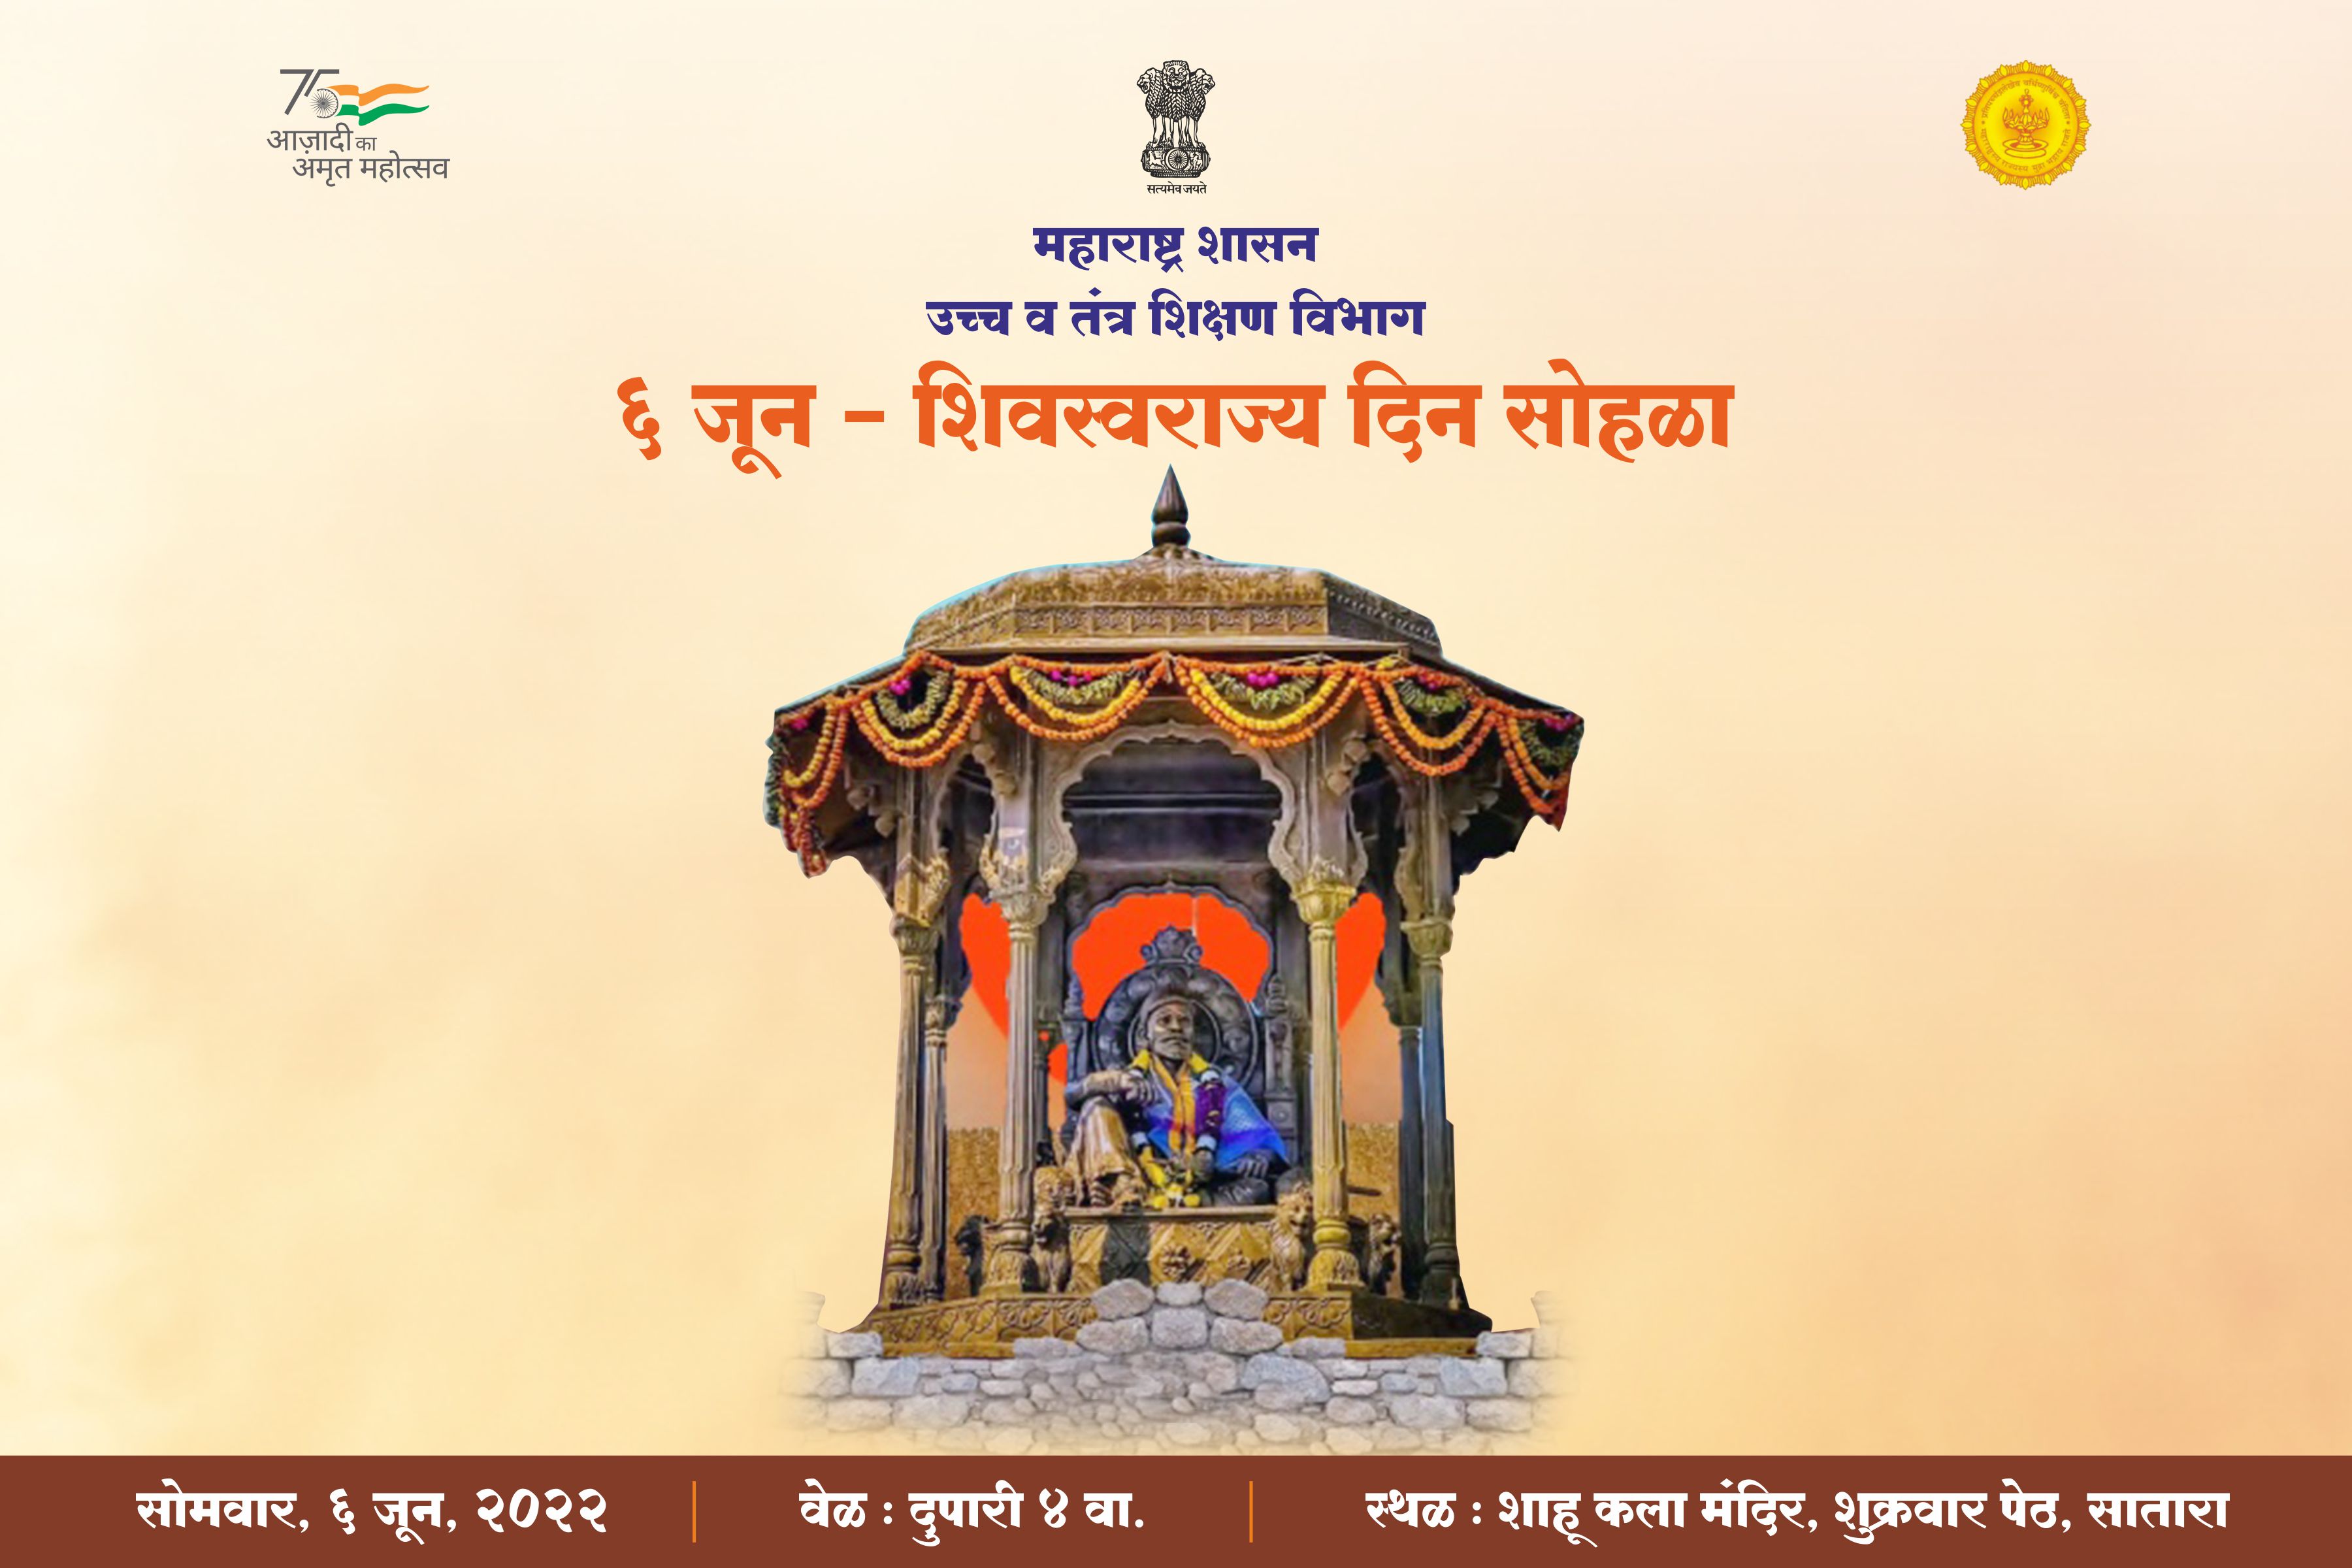 75
आज़ादी का
अमृत महोत्सव
सत्यमेव जयते
महाराष्ट्र शासन
उच्च व तंत्र शिक्षण विभाग
६ जून - शिवस्वराज्य दिन सोहळा
सोमवार, ६ जून, २०२२
वेळ : दुपारी ४ वा.
स्थळ : शाहू कला मंदिर, शुक्रवार पेठ, सातारा